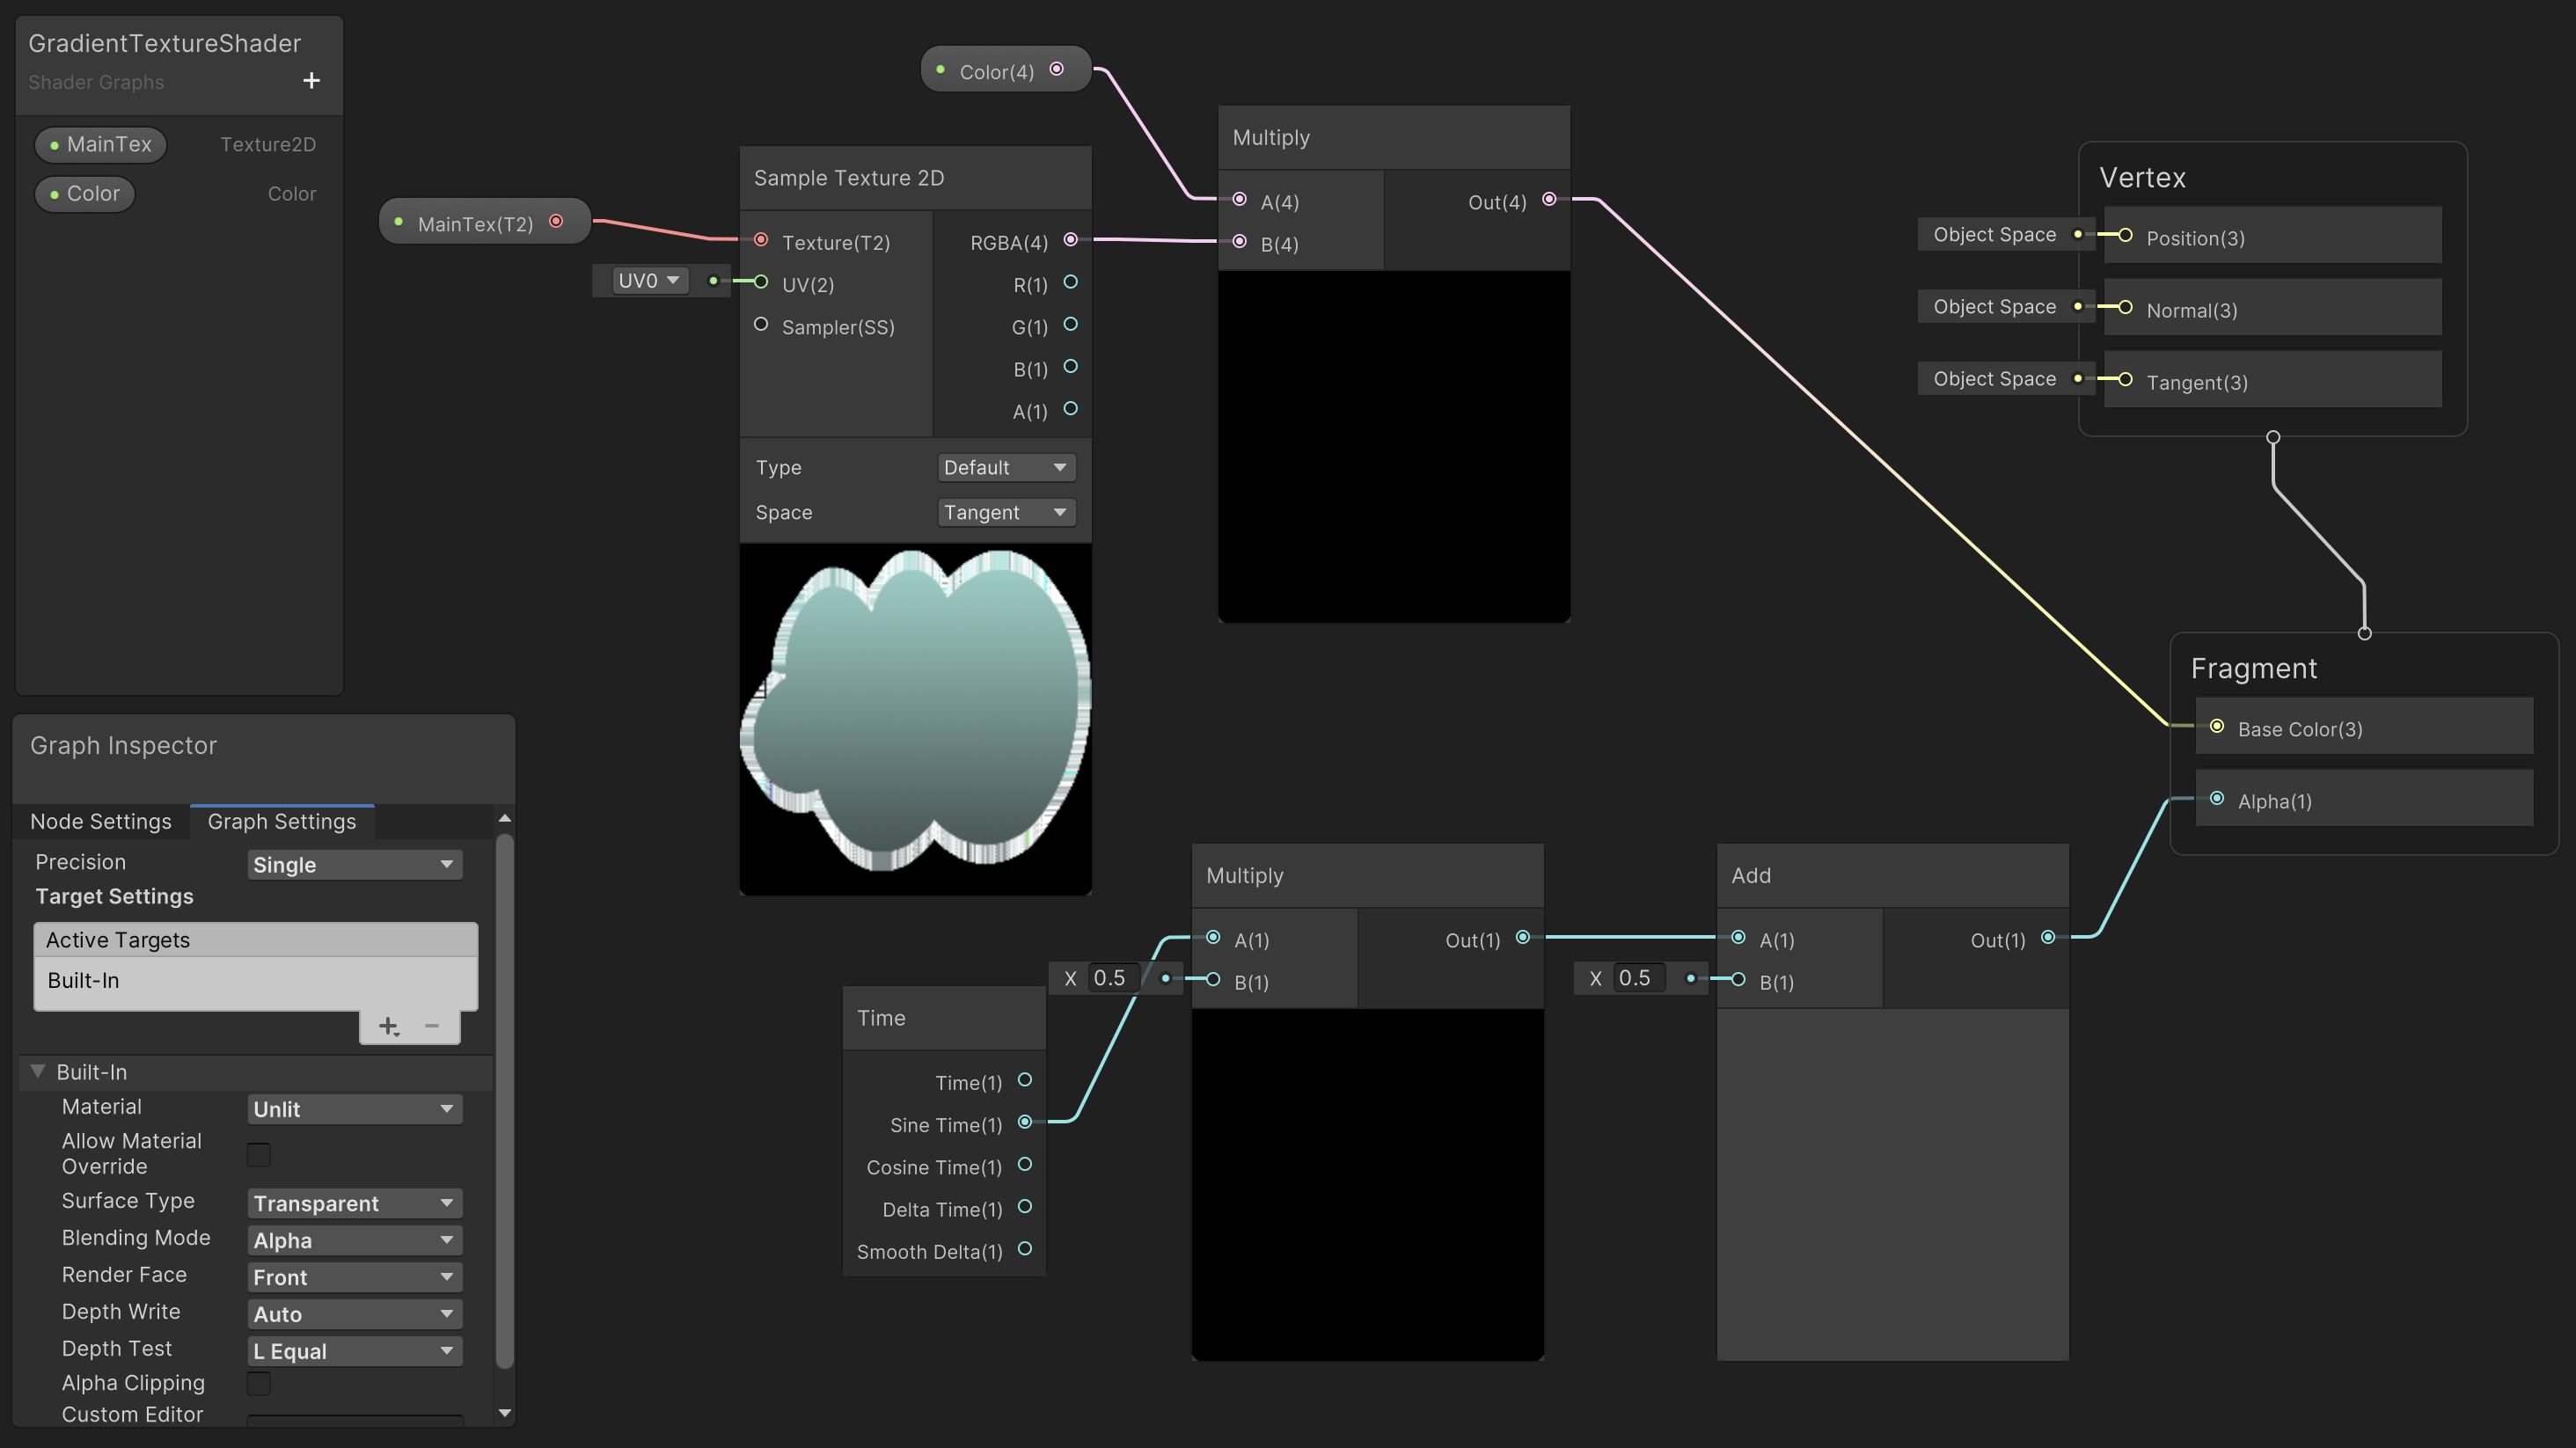 GradientTextureShader
Shader Graphs
+
MainTex Texture2D
Color Color
Color(4)
MainTex(T2)
UV0
Sample Texture 2D
Texture(T2) RGBA(4)
UV(2) R(1)
Sampler(SS) G(1)
B(1)
A(1)
Type Default
Space Tangent
Multiply
A(4) Out(4)
B(4)
Vertex
Object Space Position(3)
Object Space Normal(3)
Object Space Tangent(3)
Fragment
Base Color(3)
Alpha(1)
Graph Inspector
Node Settings Graph Settings
Precision Single
Target Settings
Active Targets
Built-In
Built-In
Material Unlit
Allow Material
Override
Surface Type Transparent
Blending Mode Alpha
Render Face Front
Depth Write Auto
Depth Test L Equal
Alpha Clipping
Custom Editor
Time
Time(1)
Sine Time(1)
Cosine Time(1)
Delta Time(1)
Smooth Delta(1)
Multiply
A(1) Out(1)
X 0.5 B(1)
Add
A(1) Out(1)
X 0.5 B(1)